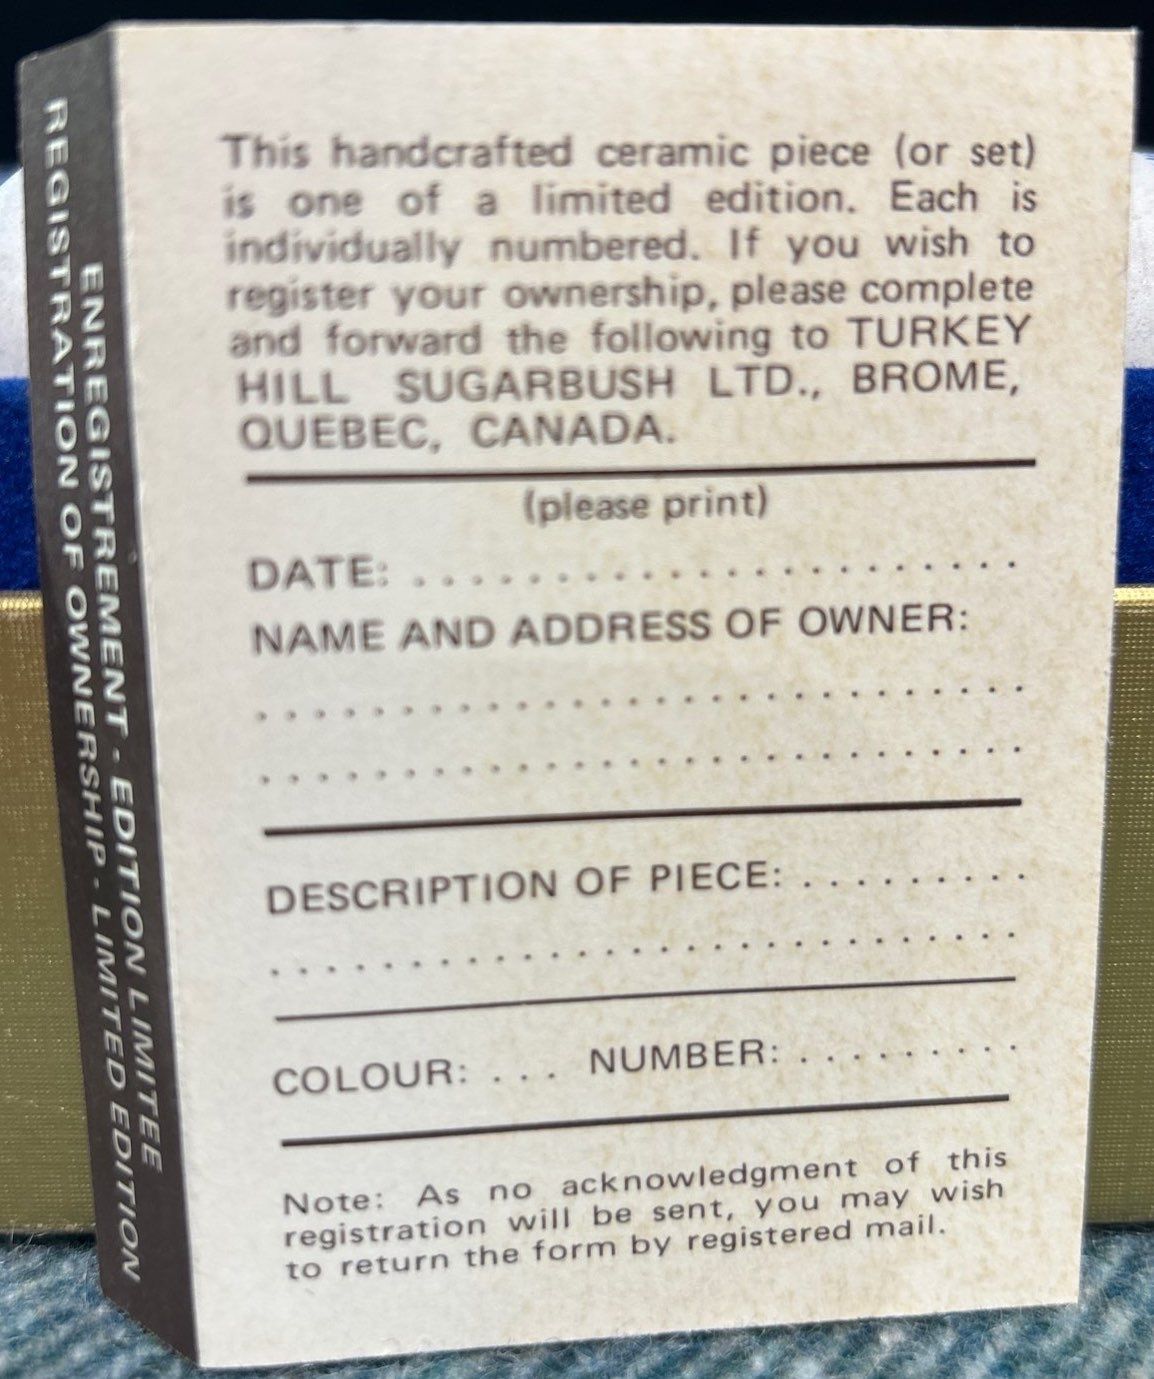 ENREGISTREMENT - EDITION LIMITEE
REGISTRATION OF OWNERSHIP - LIMITED EDITION
This handcrafted ceramic piece (or set)
is one of a limited edition. Each is
individually numbered. If you wish to
register your ownership, please complete
and forward the following to TURKEY
HILL SUGARBUSH LTD., BROME,
QUEBEC, CANADA.
(please print)
DATE: . . . . . . . . . . . . . . . . . . . . .
NAME AND ADDRESS OF OWNER:
. . . . . . . . . . . . . . . . . . . . . . . . . . .
. . . . . . . . . . . . . . . . . . . . . . . . . . .
DESCRIPTION OF PIECE: . . . . . . . . .
. . . . . . . . . . . . . . . . . . . . . . . . . . .
COLOUR: . . . NUMBER: . . . . . . . . .
Note: As no acknowledgment of this
registration will be sent, you may wish
to return the form by registered mail.